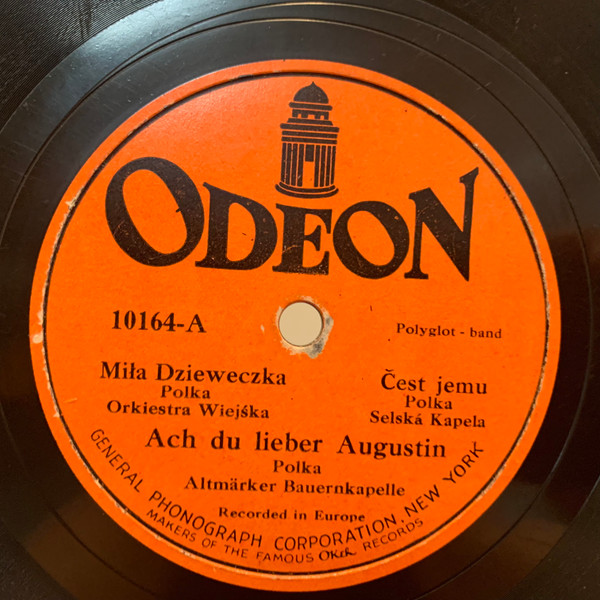 ODEON
10164-A
Polyglot - band
Miła Dzieweczka
Polka
Orkiestra Wiejśka
Čest jemu
Polka
Selská Kapela
Ach du lieber Augustin
Polka
Altmärker Bauernkapelle
Recorded in Europe
GENERAL PHONOGRAPH CORPORATION, NEW YORK
MAKERS OF THE FAMOUS OKeh RECORDS